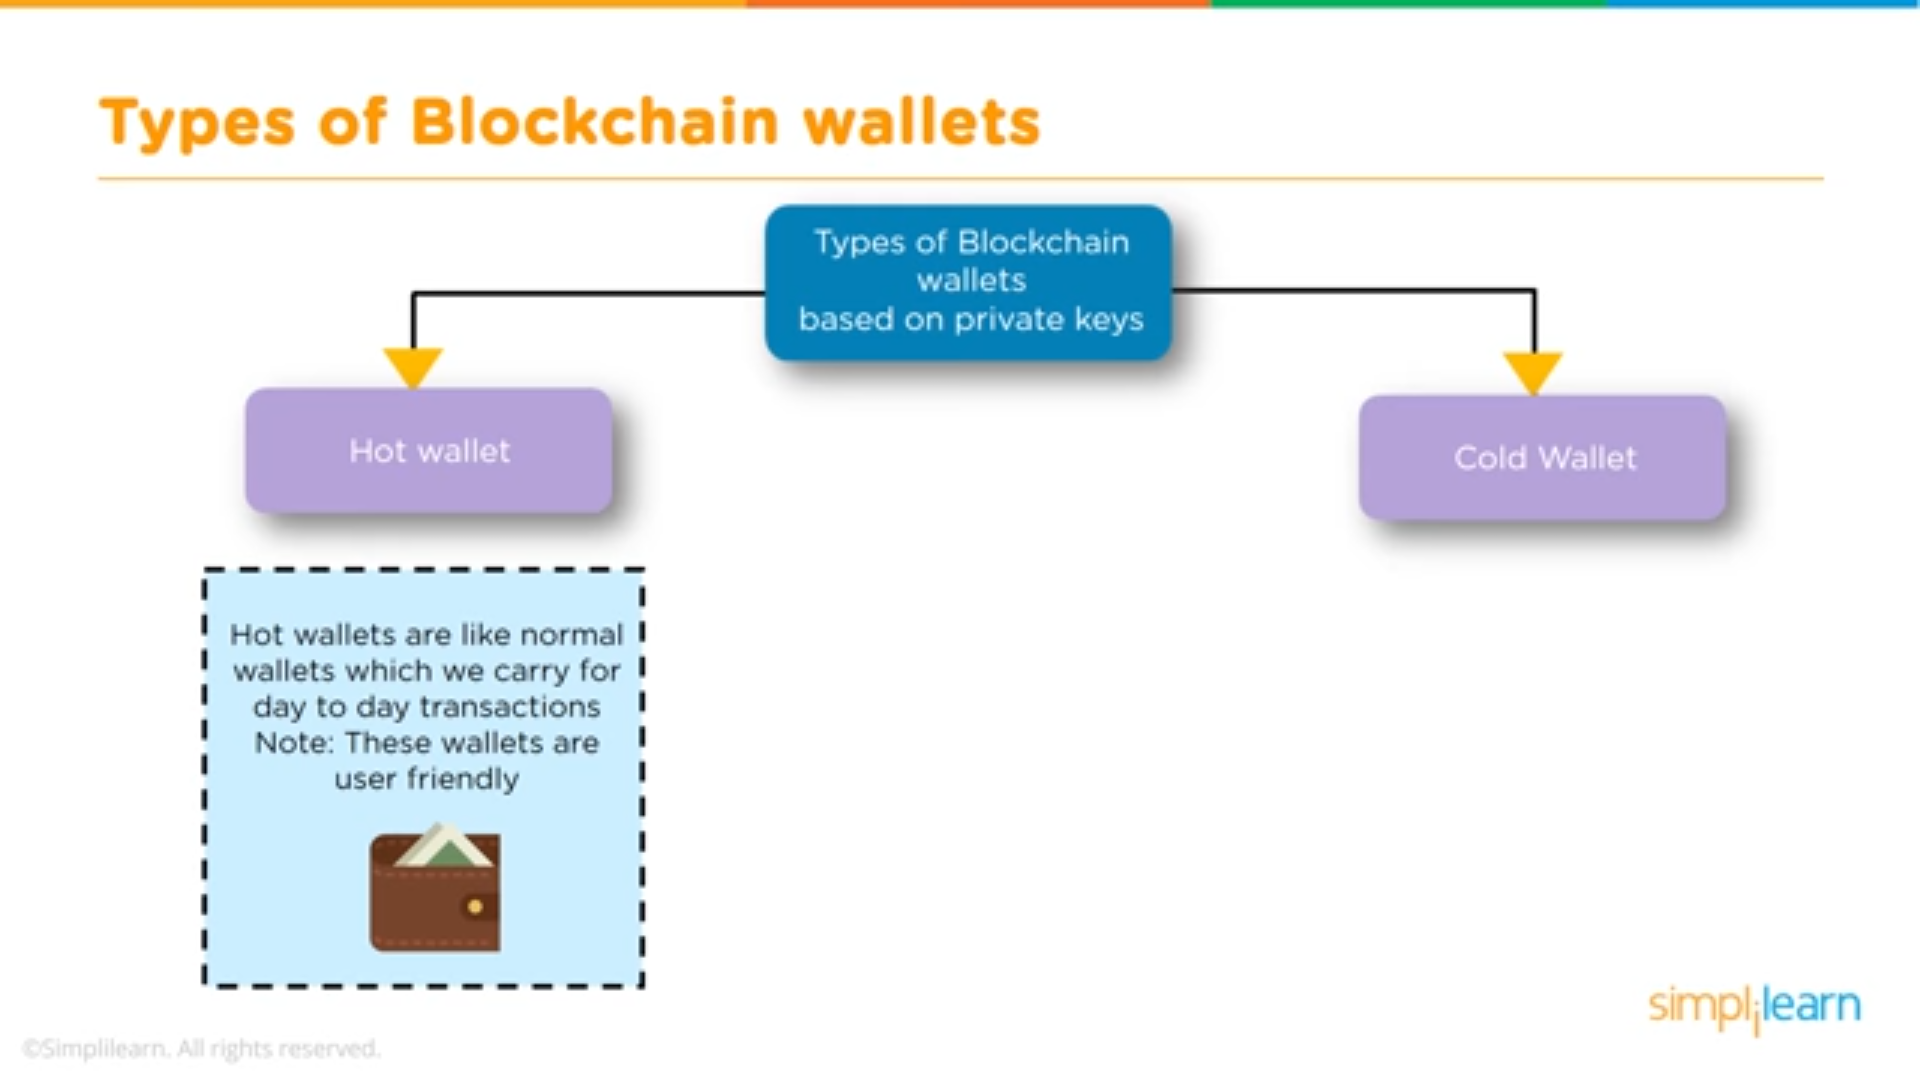 Types of Blockchain wallets
Types of Blockchain
wallets
based on private keys
Hot wallet
Cold Wallet
Hot wallets are like normal
wallets which we carry for
day to day transactions
Note: These wallets are
user friendly
simplilearn
©Simplilearn. All rights reserved.